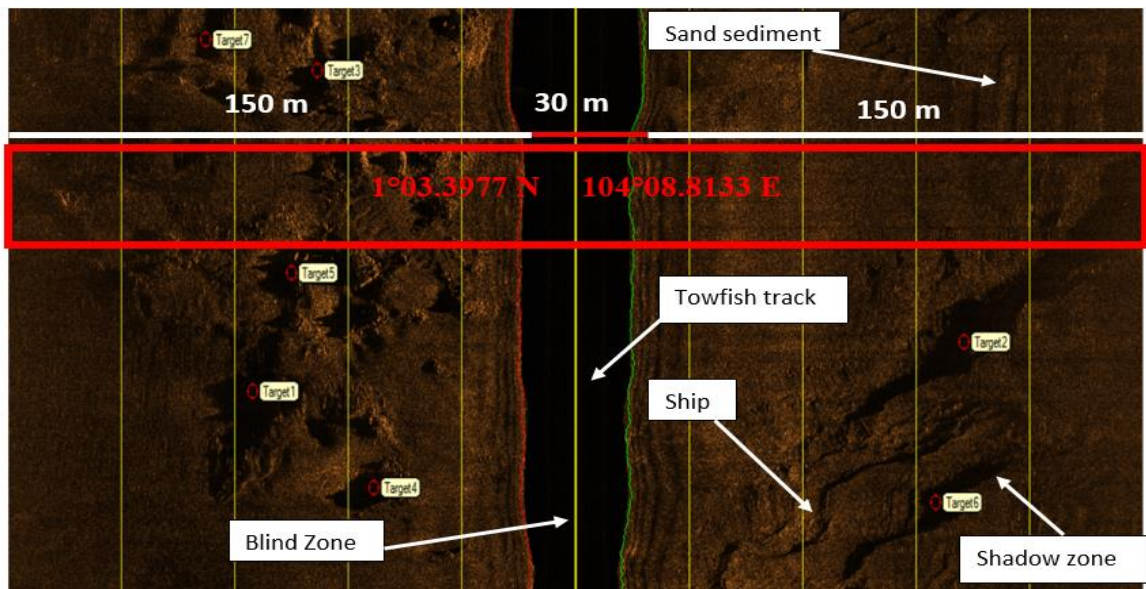 Sand sediment
Target7
Target3
150 m
30 m
150 m
1°03.3977 N 104°08.8133 E
Target5
Towfish track
Target2
Target1
Ship
Target4
Target6
Blind Zone
Shadow zone